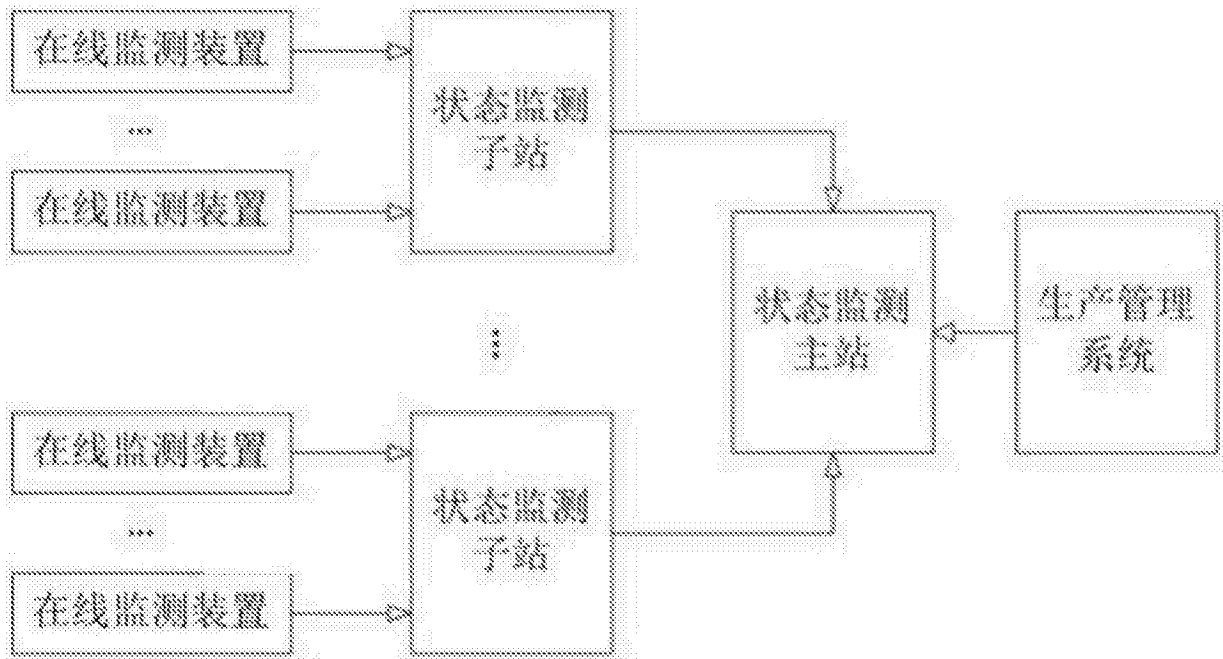 在线监测装置
...
在线监测装置
状态监测
子站
...
在线监测装置
...
在线监测装置
状态监测
子站
状态监测
主站
生产管理
系统